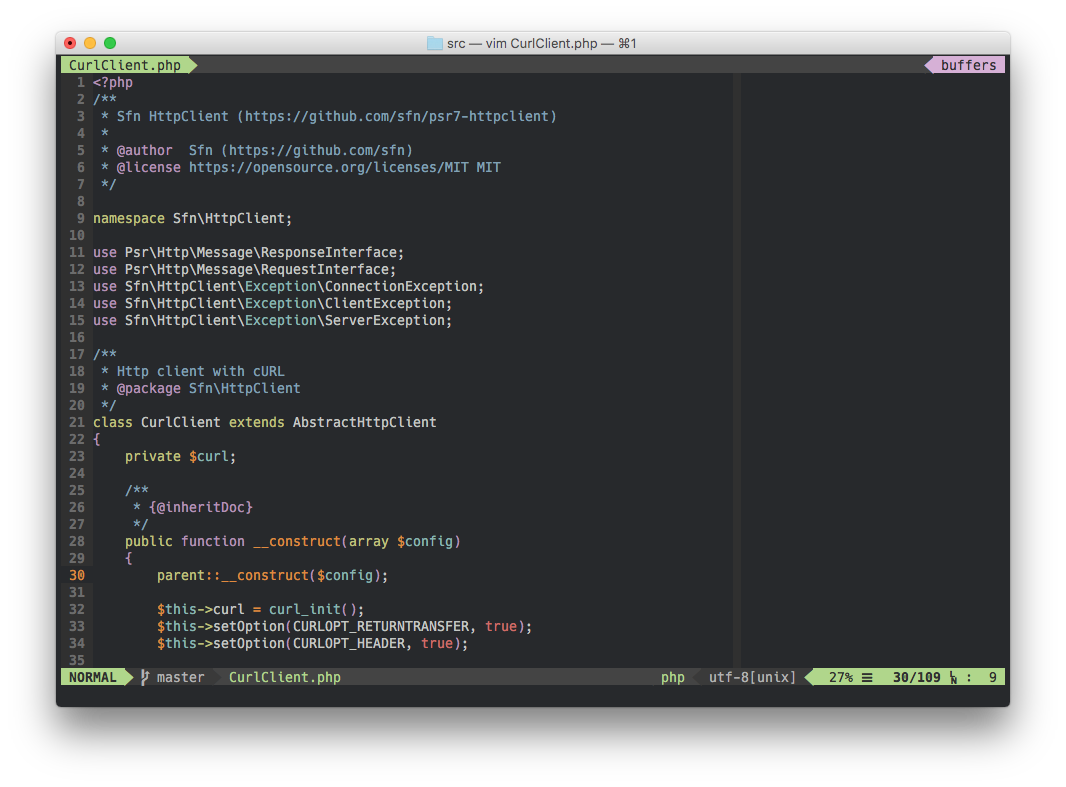 src — vim CurlClient.php — ⌘1
CurlClient.php buffers
1 <?php
2 /**
3  * Sfn HttpClient (https://github.com/sfn/psr7-httpclient)
4  *
5  * @author  Sfn (https://github.com/sfn)
6  * @license https://opensource.org/licenses/MIT MIT
7  */
8
9 namespace Sfn\HttpClient;
10
11 use Psr\Http\Message\ResponseInterface;
12 use Psr\Http\Message\RequestInterface;
13 use Sfn\HttpClient\Exception\ConnectionException;
14 use Sfn\HttpClient\Exception\ClientException;
15 use Sfn\HttpClient\Exception\ServerException;
16
17 /**
18  * Http client with cURL
19  * @package Sfn\HttpClient
20  */
21 class CurlClient extends AbstractHttpClient
22 {
23     private $curl;
24
25     /**
26      * {@inheritDoc}
27      */
28     public function __construct(array $config)
29     {
30         parent::__construct($config);
31
32         $this->curl = curl_init();
33         $this->setOption(CURLOPT_RETURNTRANSFER, true);
34         $this->setOption(CURLOPT_HEADER, true);
35
NORMAL master CurlClient.php php utf-8[unix] 27% ☰ 30/109 ㏑ : 9